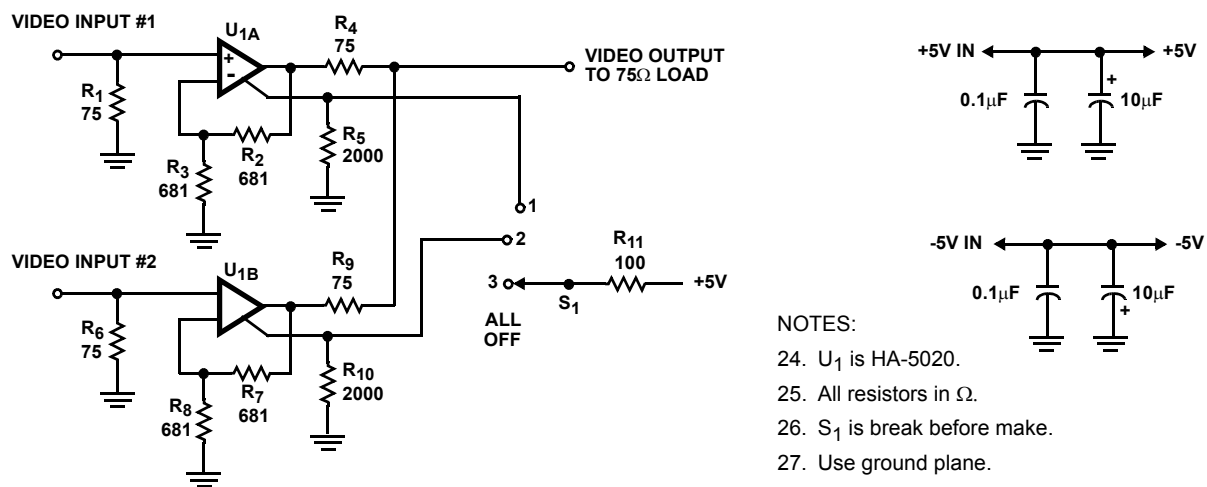 VIDEO INPUT #1
U1A
+
-
R1
75
R4
75
VIDEO OUTPUT
TO 75Ω LOAD
R2
681
R3
681
R5
2000
1
2
3
ALL
OFF
S1
R11
100
+5V
VIDEO INPUT #2
U1B
R6
75
R9
75
R7
681
R8
681
R10
2000
+5V IN
+5V
0.1μF
+
10μF
-5V IN
-5V
0.1μF
10μF
+
NOTES:
24. U1 is HA-5020.
25. All resistors in Ω.
26. S1 is break before make.
27. Use ground plane.